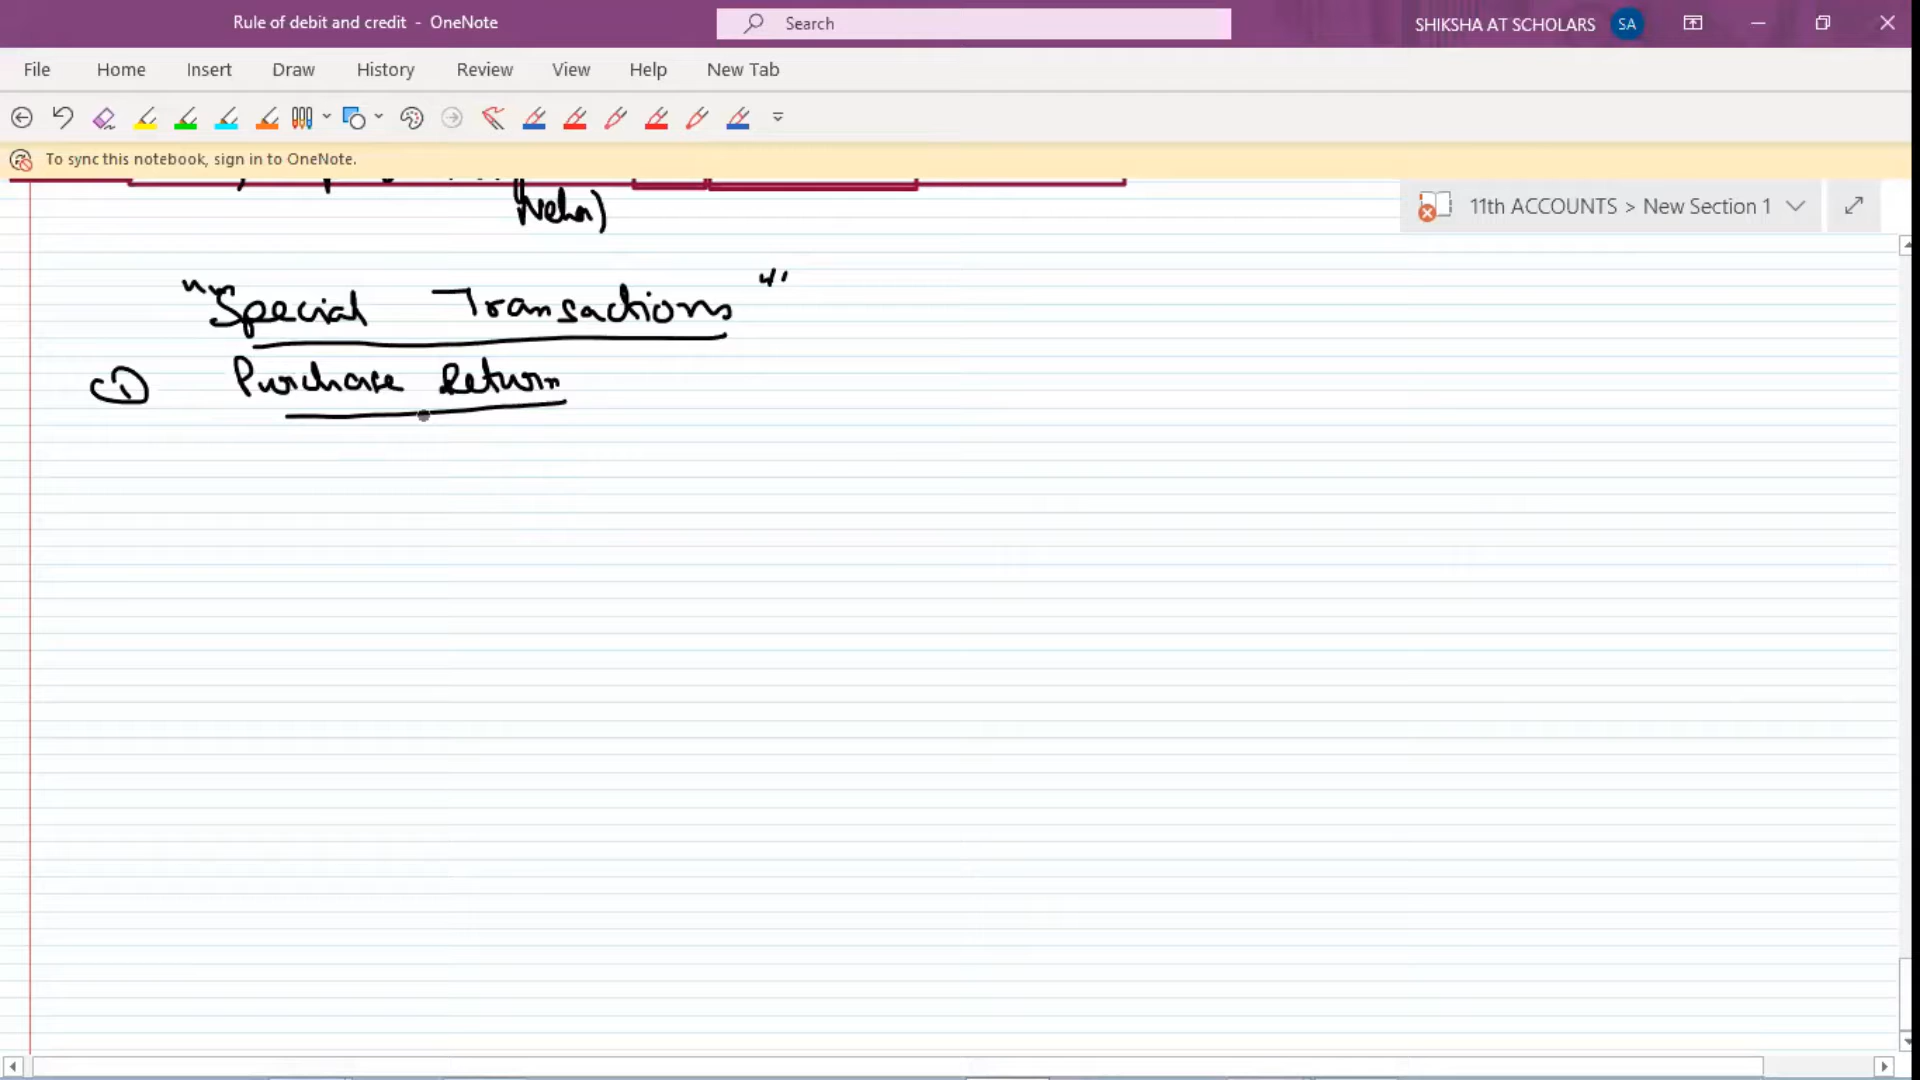 Rule of debit and credit - OneNote
Search
SHIKSHA AT SCHOLARS SA
File Home Insert Draw History Review View Help New Tab
To sync this notebook, sign in to OneNote.
11th ACCOUNTS > New Section 1
Neha)
"Special Transactions"
① Purchase Return